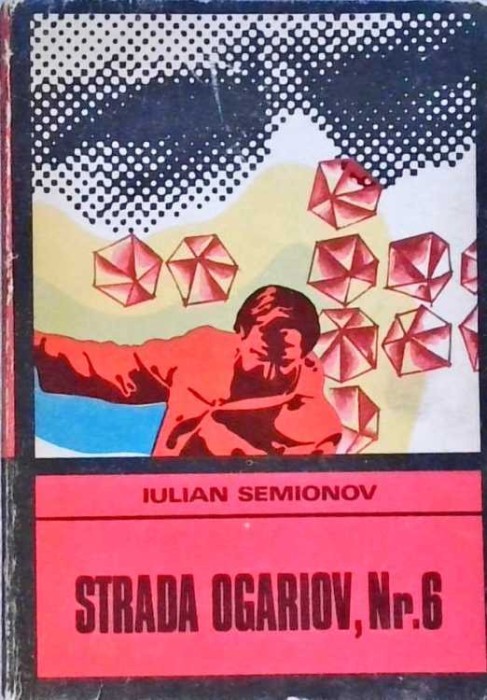 IULIAN SEMIONOV
STRADA OGARIOV, Nr.6